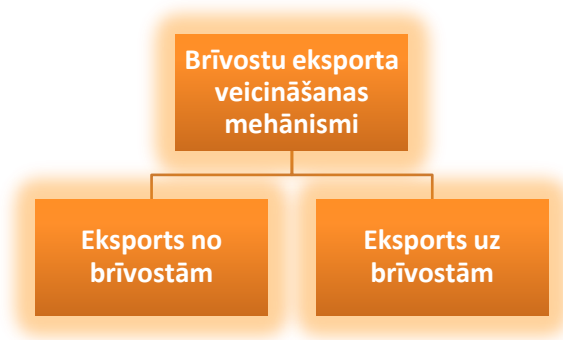 Brīvostu eksporta
veicināšanas
mehānismi
Eksports no
brīvostām
Eksports uz
brīvostām